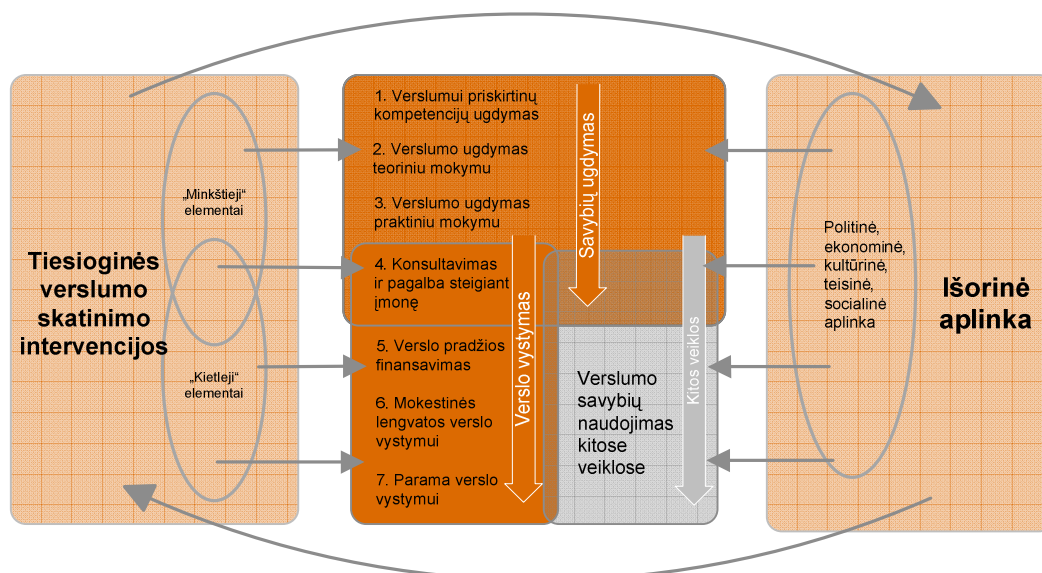 Tiesioginės
verslumo
skatinimo
intervencijos
„Minkštieji“
elementai
„Kietleji“
elementai
1. Verslumui priskirtinų
kompetencijų ugdymas
2. Verslumo ugdymas
teoriniu mokymu
3. Verslumo ugdymas
praktiniu mokymu
4. Konsultavimas
ir pagalba steigiant
įmonę
5. Verslo pradžios
finansavimas
6. Mokestinės
lengvatos verslo
vystymui
7. Parama verslo
vystymui
Savybių ugdymas
Verslo vystymas
Kitos veiklos
Verslumo
savybių
naudojimas
kitose
veiklose
Politinė,
ekonominė,
kultūrinė,
teisinė,
socialinė
aplinka
Išorinė
aplinka